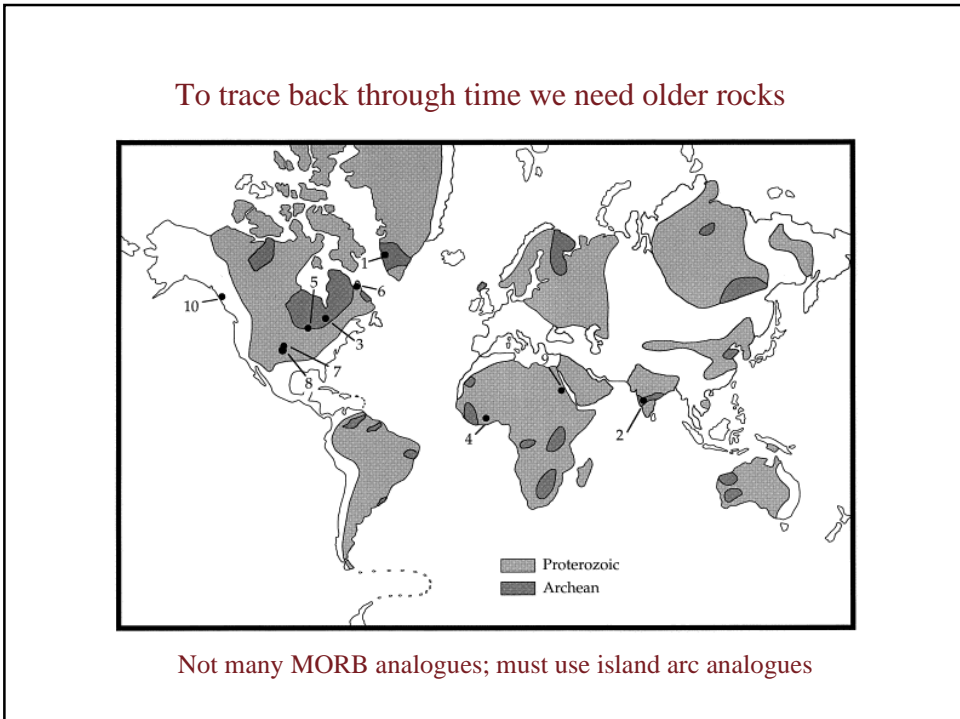 To trace back through time we need older rocks
1
5
6
10
3
7
8
9
4
2
Proterozoic
Archean
Not many MORB analogues; must use island arc analogues